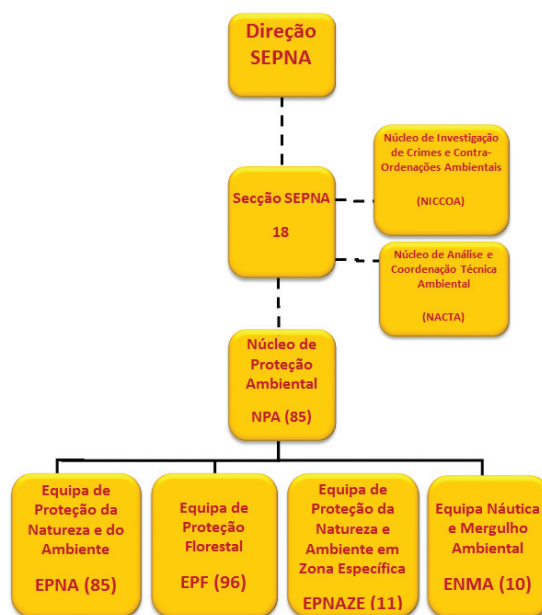 Direção
SEPNA
Núcleo de Investigação
de Crimes e Contra-
Ordenações Ambientais
(NICCOA)
Secção SEPNA
18
Núcleo de Análise e
Coordenação Técnica
Ambiental
(NACTA)
Núcleo de
Proteção
Ambiental
NPA (85)
Equipa de
Proteção da
Natureza e do
Ambiente
EPNA (85)
Equipa de
Proteção
Florestal
EPF (96)
Equipa de
Proteção da
Natureza e
Ambiente em
Zona Específica
EPNAZE (11)
Equipa Náutica
e Mergulho
Ambiental
ENMA (10)